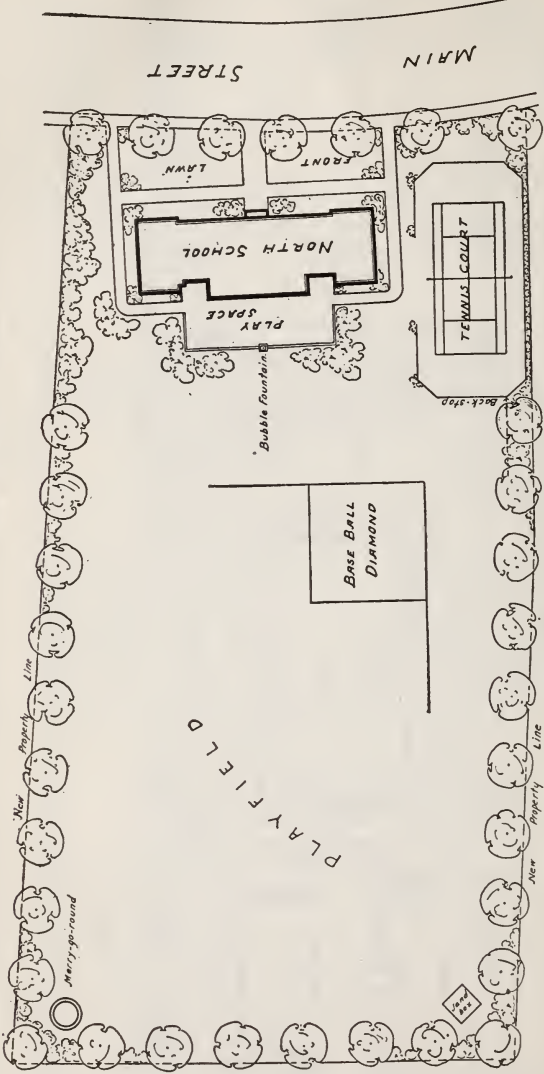 MAIN STREET
FRONT LAWN
NORTH SCHOOL
PLAY
SPACE
TENNIS COURT
Back-stop
Bubble Fountain.
BASE BALL
DIAMOND
New Property Line
PLAYFIELD
New Property Line
Merry-go-round
Sand
box